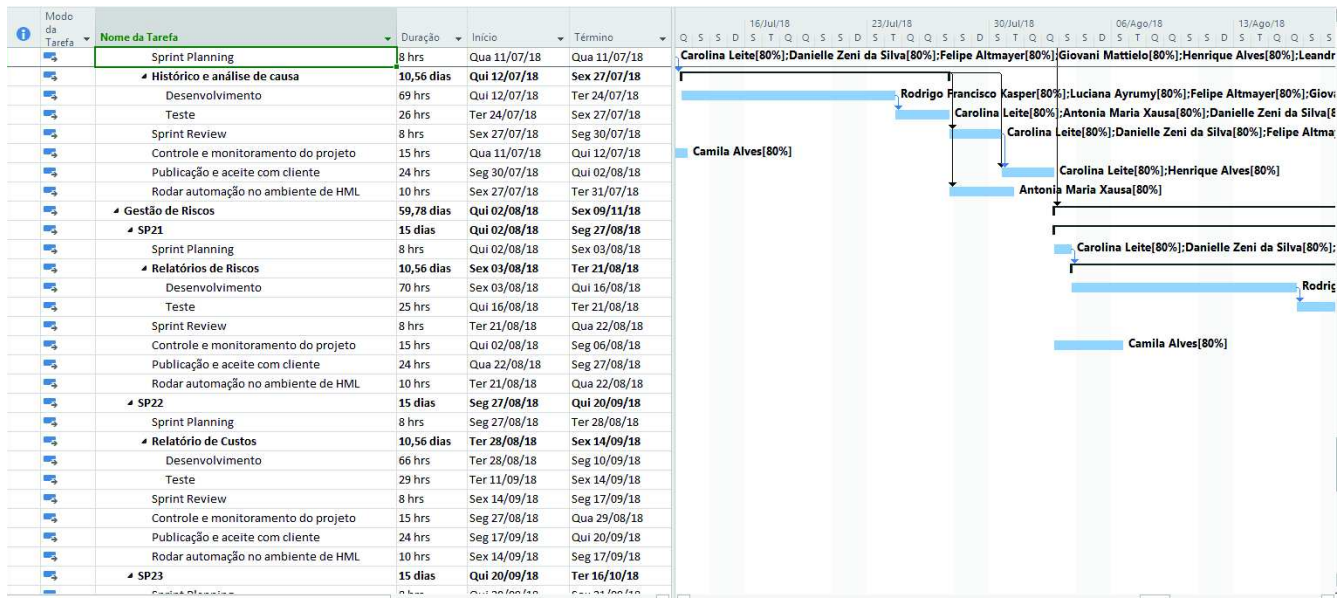 Modo da Tarefa Nome da Tarefa Duração Início Término
16/Jul/18 23/Jul/18 30/Jul/18 06/Ago/18 13/Ago/18
Q S S D S T Q Q S S D S T Q Q S S D S T Q Q S S D S T Q Q S S D S T Q Q S S
Sprint Planning 8 hrs Qua 11/07/18 Qua 11/07/18 Carolina Leite[80%];Danielle Zeni da Silva[80%];Felipe Altmayer[80%];Giovani Mattielo[80%];Henrique Alves[80%];Leandr
Histórico e análise de causa 10,56 dias Qui 12/07/18 Sex 27/07/18
Desenvolvimento 69 hrs Qui 12/07/18 Ter 24/07/18 Rodrigo Francisco Kasper[80%];Luciana Ayrumy[80%];Felipe Altmayer[80%];Giov
Teste 26 hrs Ter 24/07/18 Sex 27/07/18 Carolina Leite[80%];Antonia Maria Xausa[80%];Danielle Zeni da Silva[
Sprint Review 8 hrs Sex 27/07/18 Seg 30/07/18 Carolina Leite[80%];Danielle Zeni da Silva[80%];Felipe Altma
Controle e monitoramento do projeto 15 hrs Qua 11/07/18 Qui 12/07/18 Camila Alves[80%]
Publicação e aceite com cliente 24 hrs Seg 30/07/18 Qui 02/08/18 Carolina Leite[80%];Henrique Alves[80%]
Rodar automação no ambiente de HML 10 hrs Sex 27/07/18 Ter 31/07/18 Antonia Maria Xausa[80%]
Gestão de Riscos 59,78 dias Qui 02/08/18 Sex 09/11/18
SP21 15 dias Qui 02/08/18 Seg 27/08/18
Sprint Planning 8 hrs Qui 02/08/18 Sex 03/08/18 Carolina Leite[80%];Danielle Zeni da Silva[80%];
Relatórios de Riscos 10,56 dias Sex 03/08/18 Ter 21/08/18
Desenvolvimento 70 hrs Sex 03/08/18 Qui 16/08/18 Rodrig
Teste 25 hrs Qui 16/08/18 Ter 21/08/18
Sprint Review 8 hrs Ter 21/08/18 Qua 22/08/18
Controle e monitoramento do projeto 15 hrs Qui 02/08/18 Seg 06/08/18 Camila Alves[80%]
Publicação e aceite com cliente 24 hrs Qua 22/08/18 Seg 27/08/18
Rodar automação no ambiente de HML 10 hrs Ter 21/08/18 Qua 22/08/18
SP22 15 dias Seg 27/08/18 Qui 20/09/18
Sprint Planning 8 hrs Seg 27/08/18 Ter 28/08/18
Relatório de Custos 10,56 dias Ter 28/08/18 Sex 14/09/18
Desenvolvimento 66 hrs Ter 28/08/18 Seg 10/09/18
Teste 29 hrs Ter 11/09/18 Sex 14/09/18
Sprint Review 8 hrs Sex 14/09/18 Seg 17/09/18
Controle e monitoramento do projeto 15 hrs Seg 27/08/18 Qua 29/08/18
Publicação e aceite com cliente 24 hrs Seg 17/09/18 Qui 20/09/18
Rodar automação no ambiente de HML 10 hrs Sex 14/09/18 Seg 17/09/18
SP23 15 dias Qui 20/09/18 Ter 16/10/18